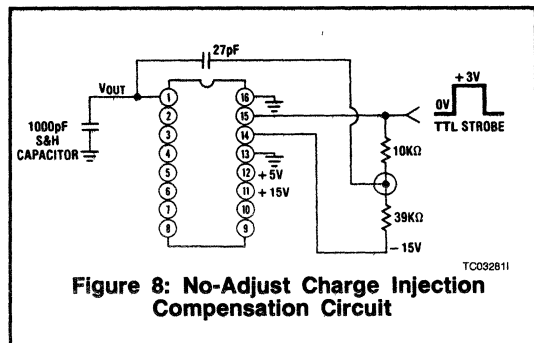 27pF
VOUT
+3V
0V
TTL STROBE
1000pF
S&H
CAPACITOR
1
2
3
4
5
6
7
8
16
15
14
13
12
11
10
9
+5V
+15V
10KΩ
39KΩ
-15V
TC03281I
Figure 8: No-Adjust Charge Injection
Compensation Circuit